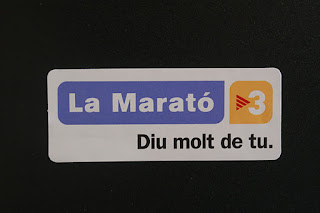 La Marató 3
Diu molt de tu.